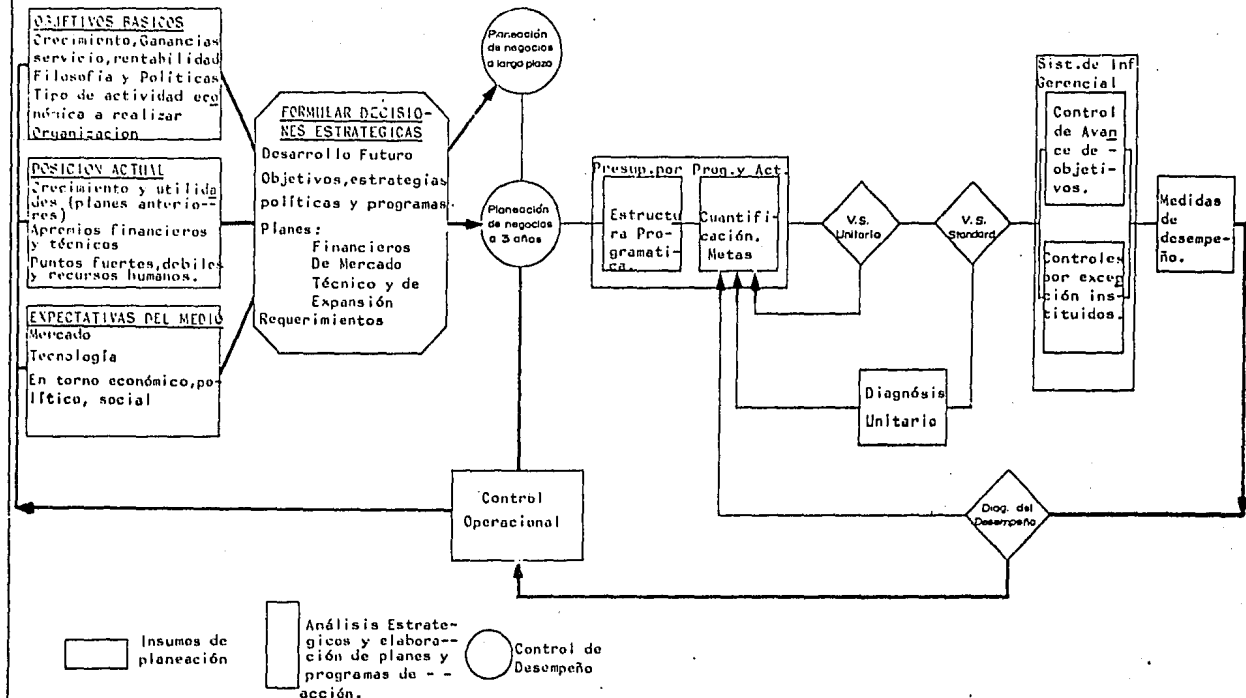 OBJETIVOS BASICOS
Crecimiento,Ganancias
servicio,rentabilidad
Filosofía y Políticas
Tipo de actividad eco
nómica a realizar
Organización
POSICION ACTUAL
Crecimiento y utilida
des (planes anterio--
res)
Apremios financieros
y técnicos
Puntos fuertes,debiles
y recursos humanos.
EXPECTATIVAS DEL MEDIO
Mercado
Tecnología
En torno económico,po-
lítico, social
FORMULAR DECISIO-
NES ESTRATEGICAS
Desarrollo Futuro
Objetivos,estrategias
políticas y programas.
Planes:
Financieros
De Mercado
Técnico y de
Expansión
Requerimientos
Planeación
de negocios
a largo plazo
Planeación
de negocios
a 3 años
Presup.por Prog.y Act.
Estructu
ra Pro-
gramatica.
Cuantifi-
cación.
Metas
V.S.
Unitario
V.S.
Standard
Diagnósis
Unitario
Sist.de Inf
Gerencial
Control
de Avan
ce de -
objeti-
vos.
Controles
por excep
ción ins-
tituidos.
Medidas
de
desempe-
ño.
Diag. del
Desempeño
Control
Operacional
Insumos de
planeación
Análisis Estrate-
gicos y elabora--
ción de planes y
programas de - -
acción.
Control de
Desempeño